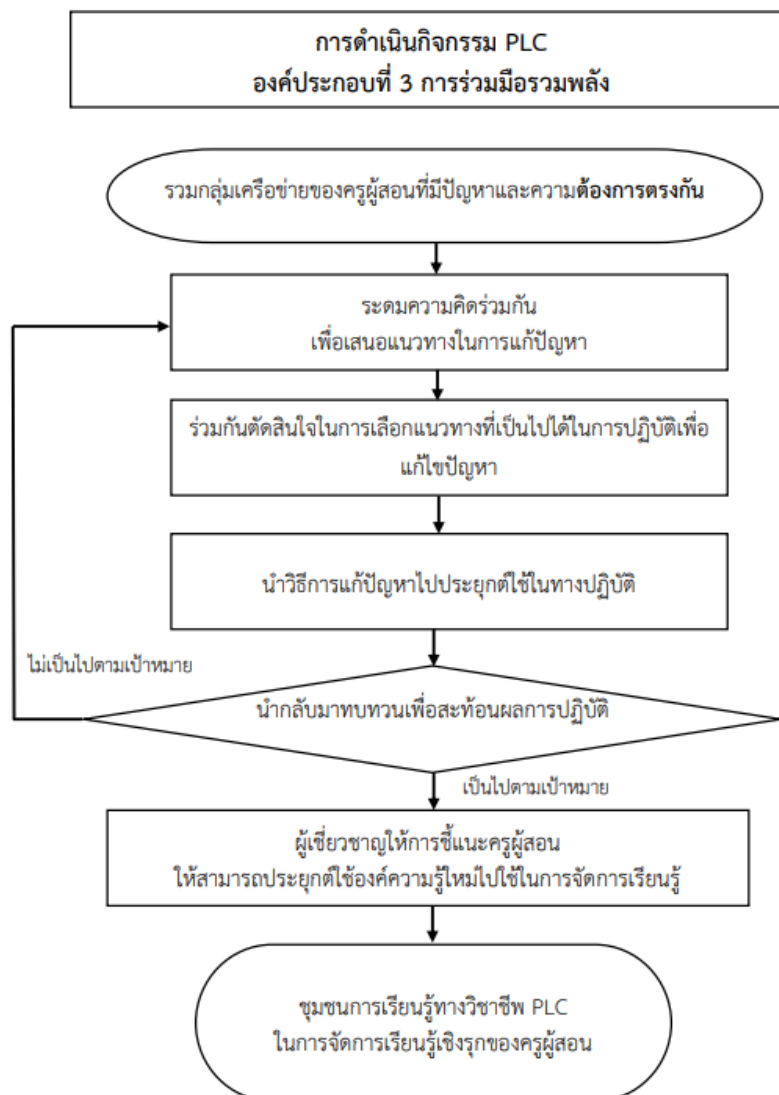 การดำเนินกิจกรรม PLC
องค์ประกอบที่ 3 การร่วมมือรวมพลัง
รวมกลุ่มเครือข่ายของครูผู้สอนที่มีปัญหาและความต้องการตรงกัน
ระดมความคิดร่วมกัน
เพื่อเสนอแนวทางในการแก้ปัญหา
ร่วมกันตัดสินใจในการเลือกแนวทางที่เป็นไปได้ในการปฏิบัติเพื่อ
แก้ไขปัญหา
นำวิธีการแก้ปัญหาไปประยุกต์ใช้ในทางปฏิบัติ
ไม่เป็นไปตามเป้าหมาย
นำกลับมาทบทวนเพื่อสะท้อนผลการปฏิบัติ
เป็นไปตามเป้าหมาย
ผู้เชี่ยวชาญให้การชี้แนะครูผู้สอน
ให้สามารถประยุกต์ใช้องค์ความรู้ใหม่ไปใช้ในการจัดการเรียนรู้
ชุมชนการเรียนรู้ทางวิชาชีพ PLC
ในการจัดการเรียนรู้เชิงรุกของครูผู้สอน